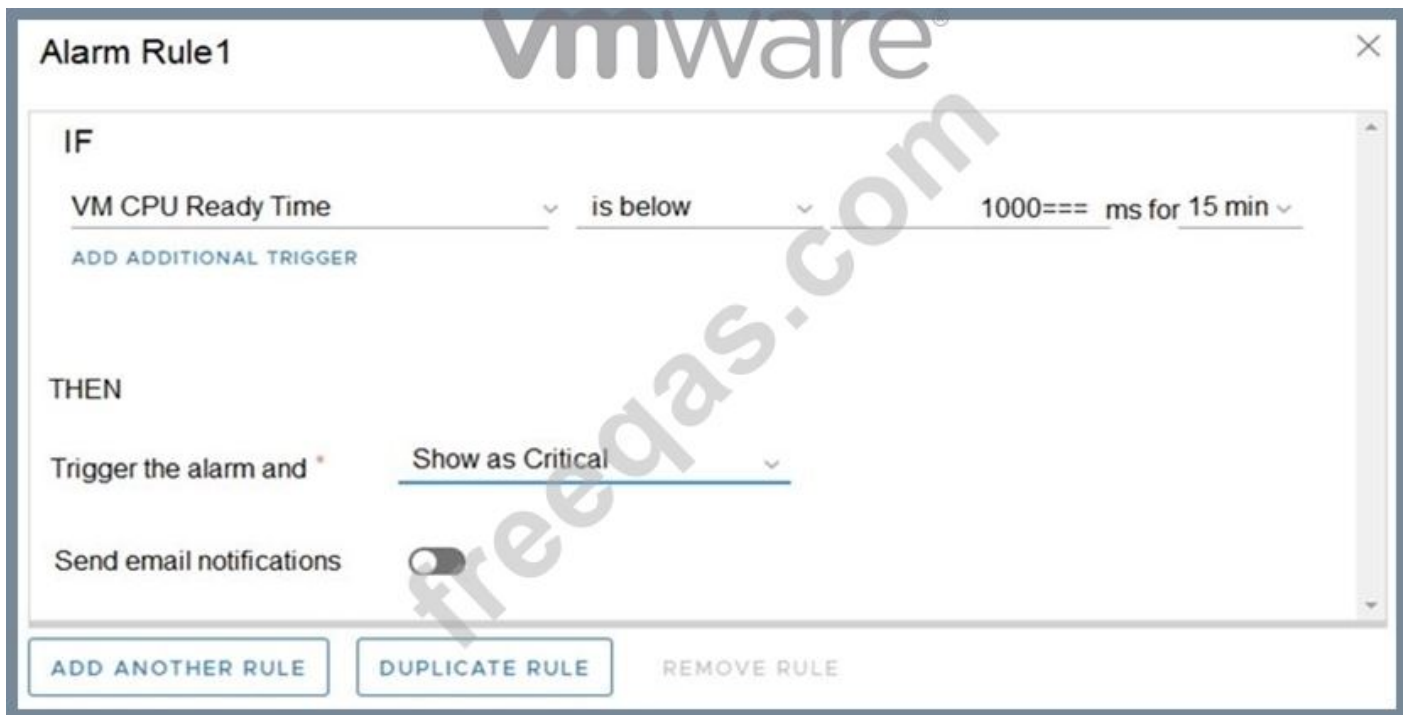 vmware®
Alarm Rule1
IF
VM CPU Ready Time is below 1000=== ms for 15 min
ADD ADDITIONAL TRIGGER
THEN
Trigger the alarm and * Show as Critical
Send email notifications
ADD ANOTHER RULE DUPLICATE RULE REMOVE RULE
freeqas.com